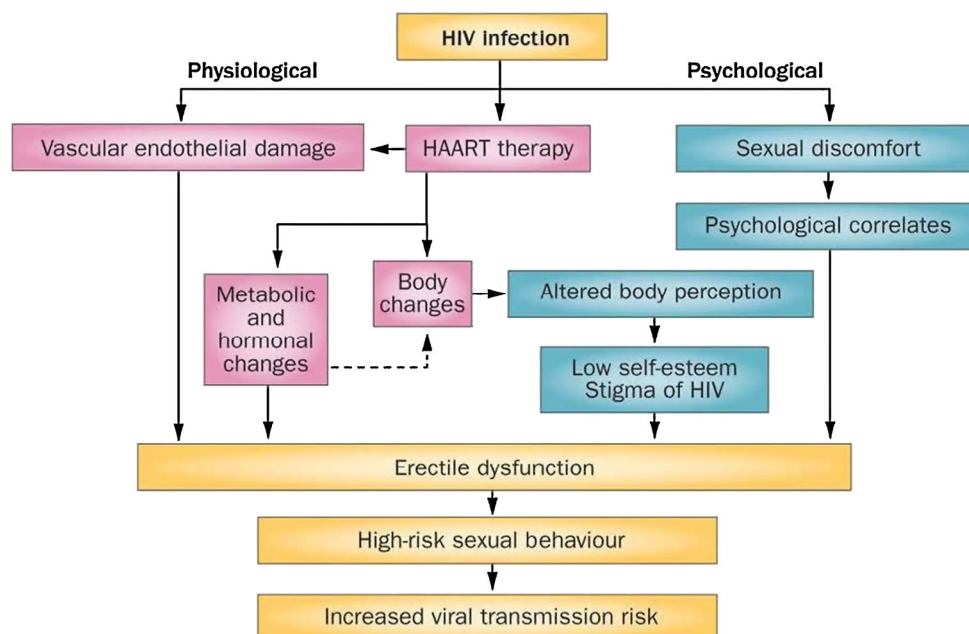 HIV infection
Physiological
Psychological
Vascular endothelial damage
HAART therapy
Sexual discomfort
Psychological correlates
Metabolic
and
hormonal
changes
Body
changes
Altered body perception
Low self-esteem
Stigma of HIV
Erectile dysfunction
High-risk sexual behaviour
Increased viral transmission risk